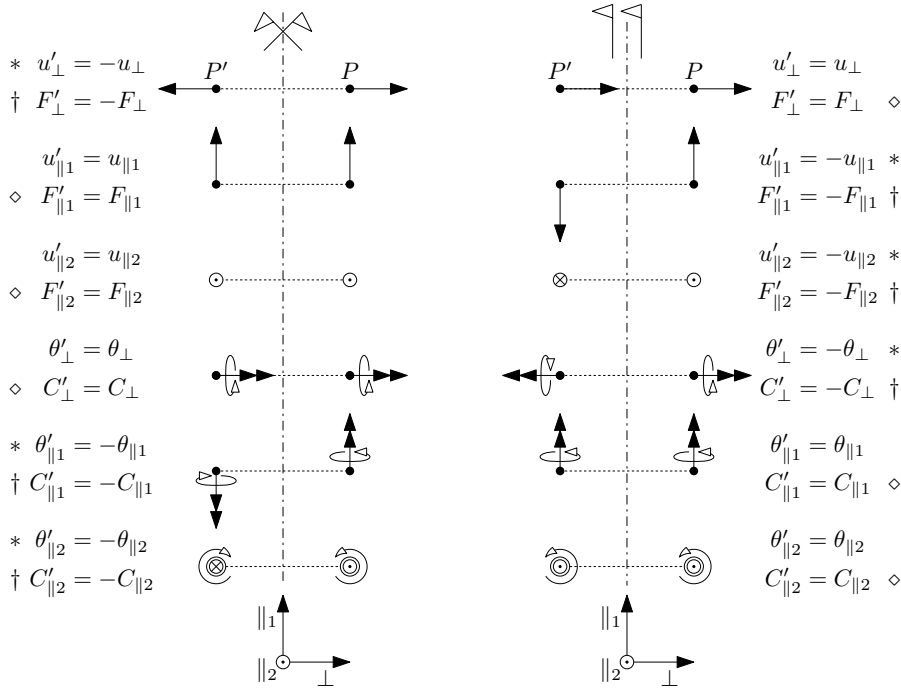 ∗ u′⊥ = −u⊥
† F′⊥ = −F⊥
u′∥1 = u∥1
◇ F′∥1 = F∥1
u′∥2 = u∥2
◇ F′∥2 = F∥2
θ′⊥ = θ⊥
◇ C′⊥ = C⊥
∗ θ′∥1 = −θ∥1
† C′∥1 = −C∥1
∗ θ′∥2 = −θ∥2
† C′∥2 = −C∥2
P′ P
∥1
∥2
⊥
P′ P
∥1
∥2
⊥
u′⊥ = u⊥
F′⊥ = F⊥ ◇
u′∥1 = −u∥1 ∗
F′∥1 = −F∥1 †
u′∥2 = −u∥2 ∗
F′∥2 = −F∥2 †
θ′⊥ = −θ⊥ ∗
C′⊥ = −C⊥ †
θ′∥1 = θ∥1
C′∥1 = C∥1 ◇
θ′∥2 = θ∥2
C′∥2 = C∥2 ◇